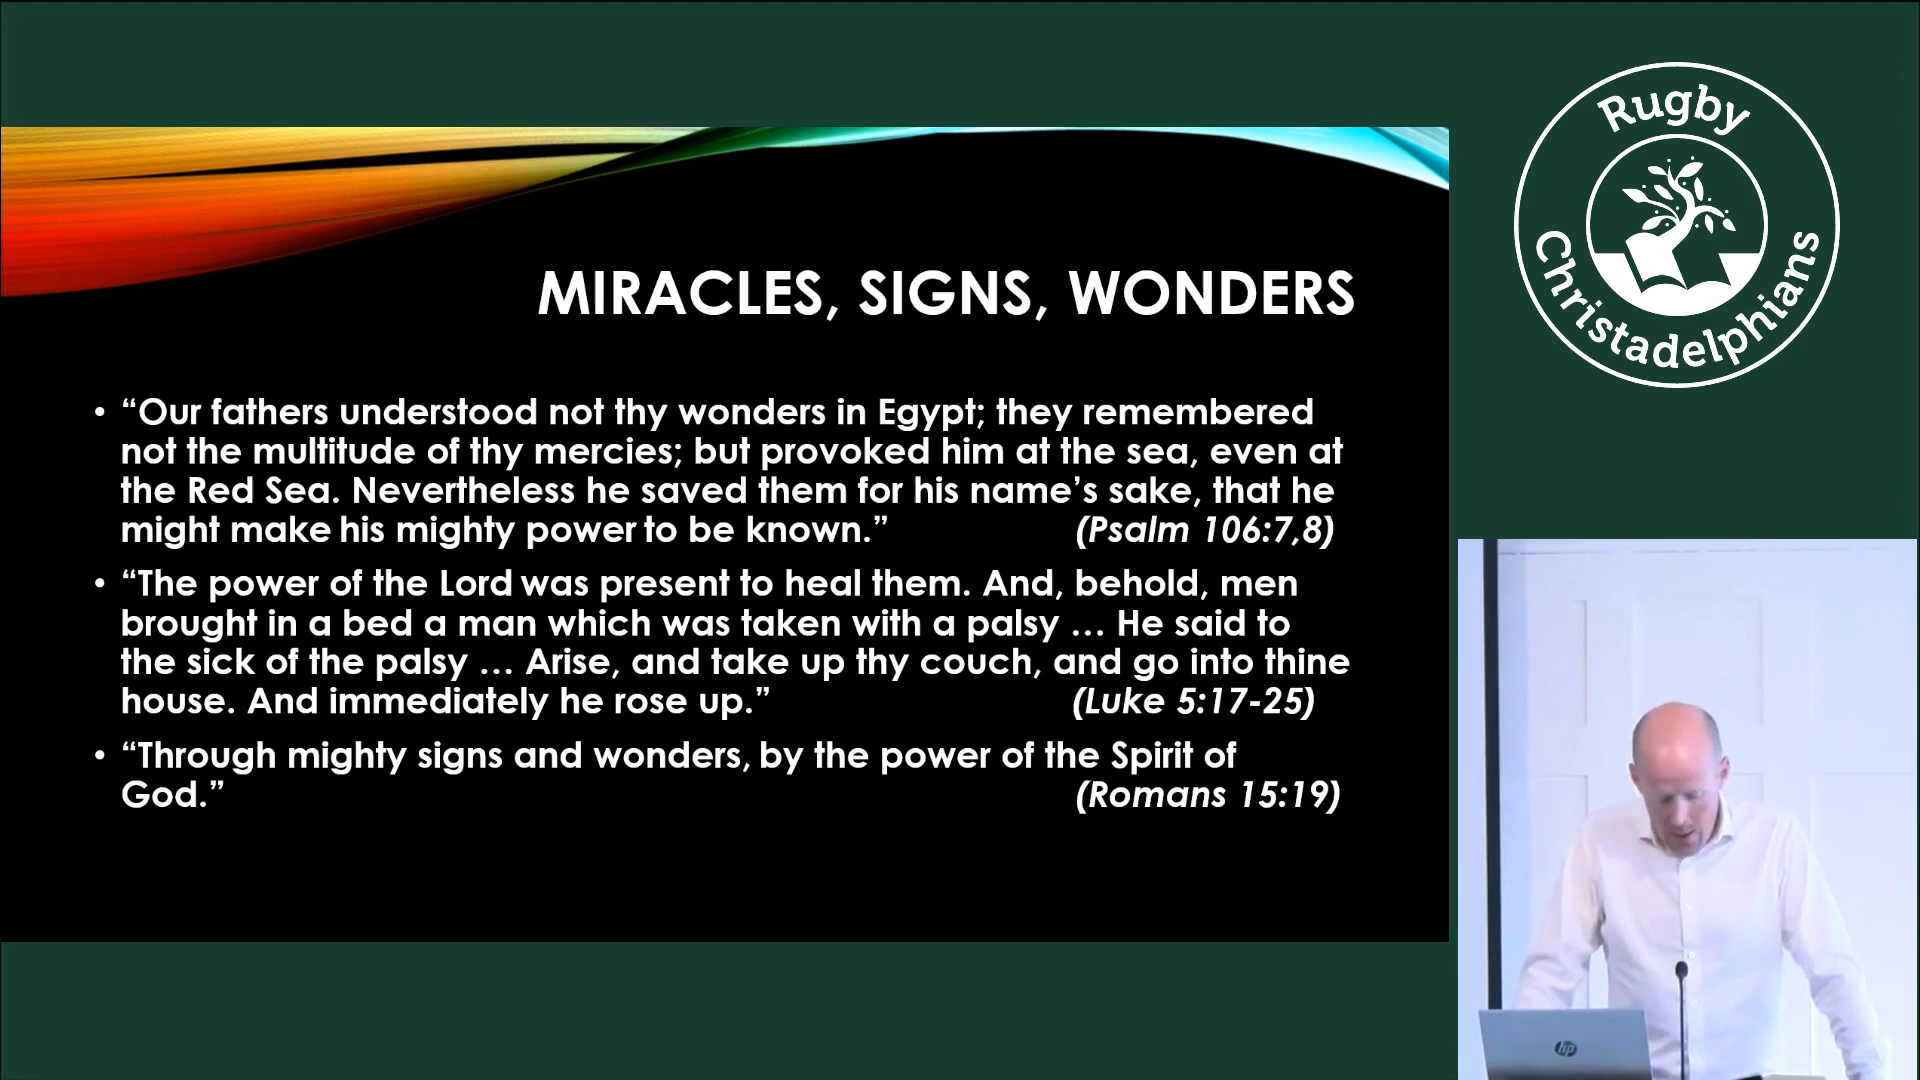 Rugby
Christadelphians
MIRACLES, SIGNS, WONDERS
• “Our fathers understood not thy wonders in Egypt; they remembered
not the multitude of thy mercies; but provoked him at the sea, even at
the Red Sea. Nevertheless he saved them for his name’s sake, that he
might make his mighty power to be known.” (Psalm 106:7,8)
• “The power of the Lord was present to heal them. And, behold, men
brought in a bed a man which was taken with a palsy … He said to
the sick of the palsy … Arise, and take up thy couch, and go into thine
house. And immediately he rose up.” (Luke 5:17-25)
• “Through mighty signs and wonders, by the power of the Spirit of
God.” (Romans 15:19)
hp